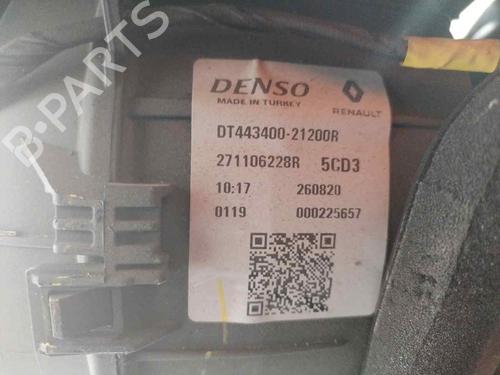 DENSO
MADE IN TURKEY
RENAULT
DT443400-21200R
271106228R 5CD3
10:17 260820
0119 000225657
B-PARTS